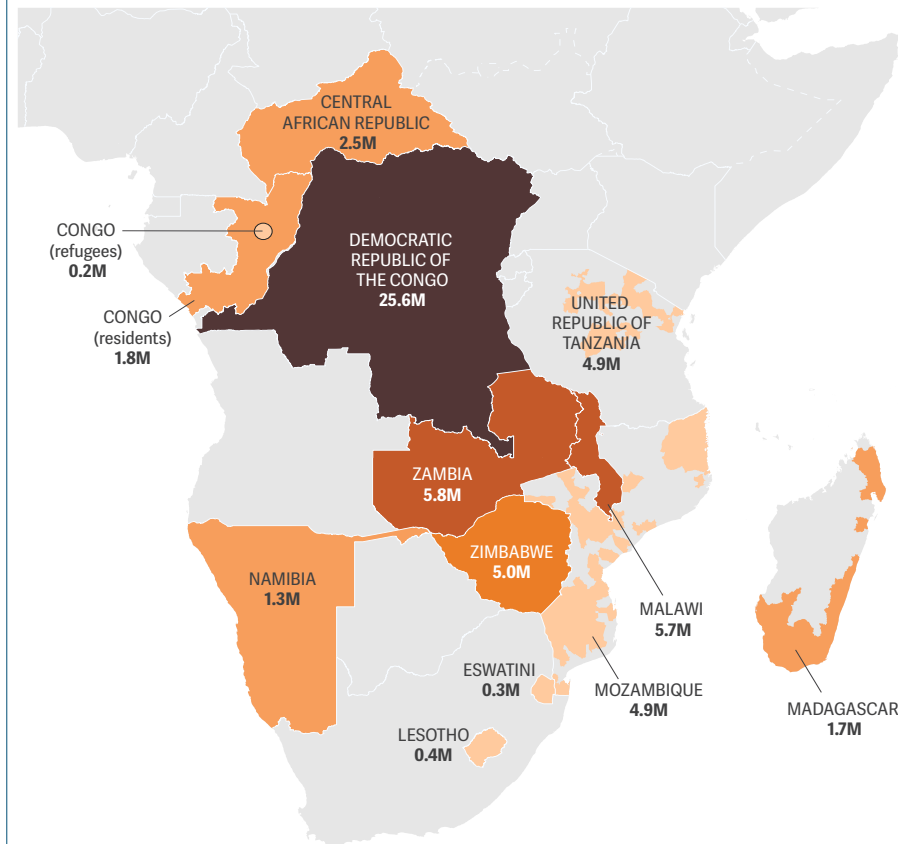 CENTRAL
AFRICAN REPUBLIC
2.5M
CONGO
(refugees)
0.2M
DEMOCRATIC
REPUBLIC OF
THE CONGO
25.6M
CONGO
(residents)
1.8M
UNITED
REPUBLIC OF
TANZANIA
4.9M
ZAMBIA
5.8M
ZIMBABWE
5.0M
NAMIBIA
1.3M
MALAWI
5.7M
ESWATINI
0.3M
MOZAMBIQUE
4.9M
MADAGASCAR
1.7M
LESOTHO
0.4M